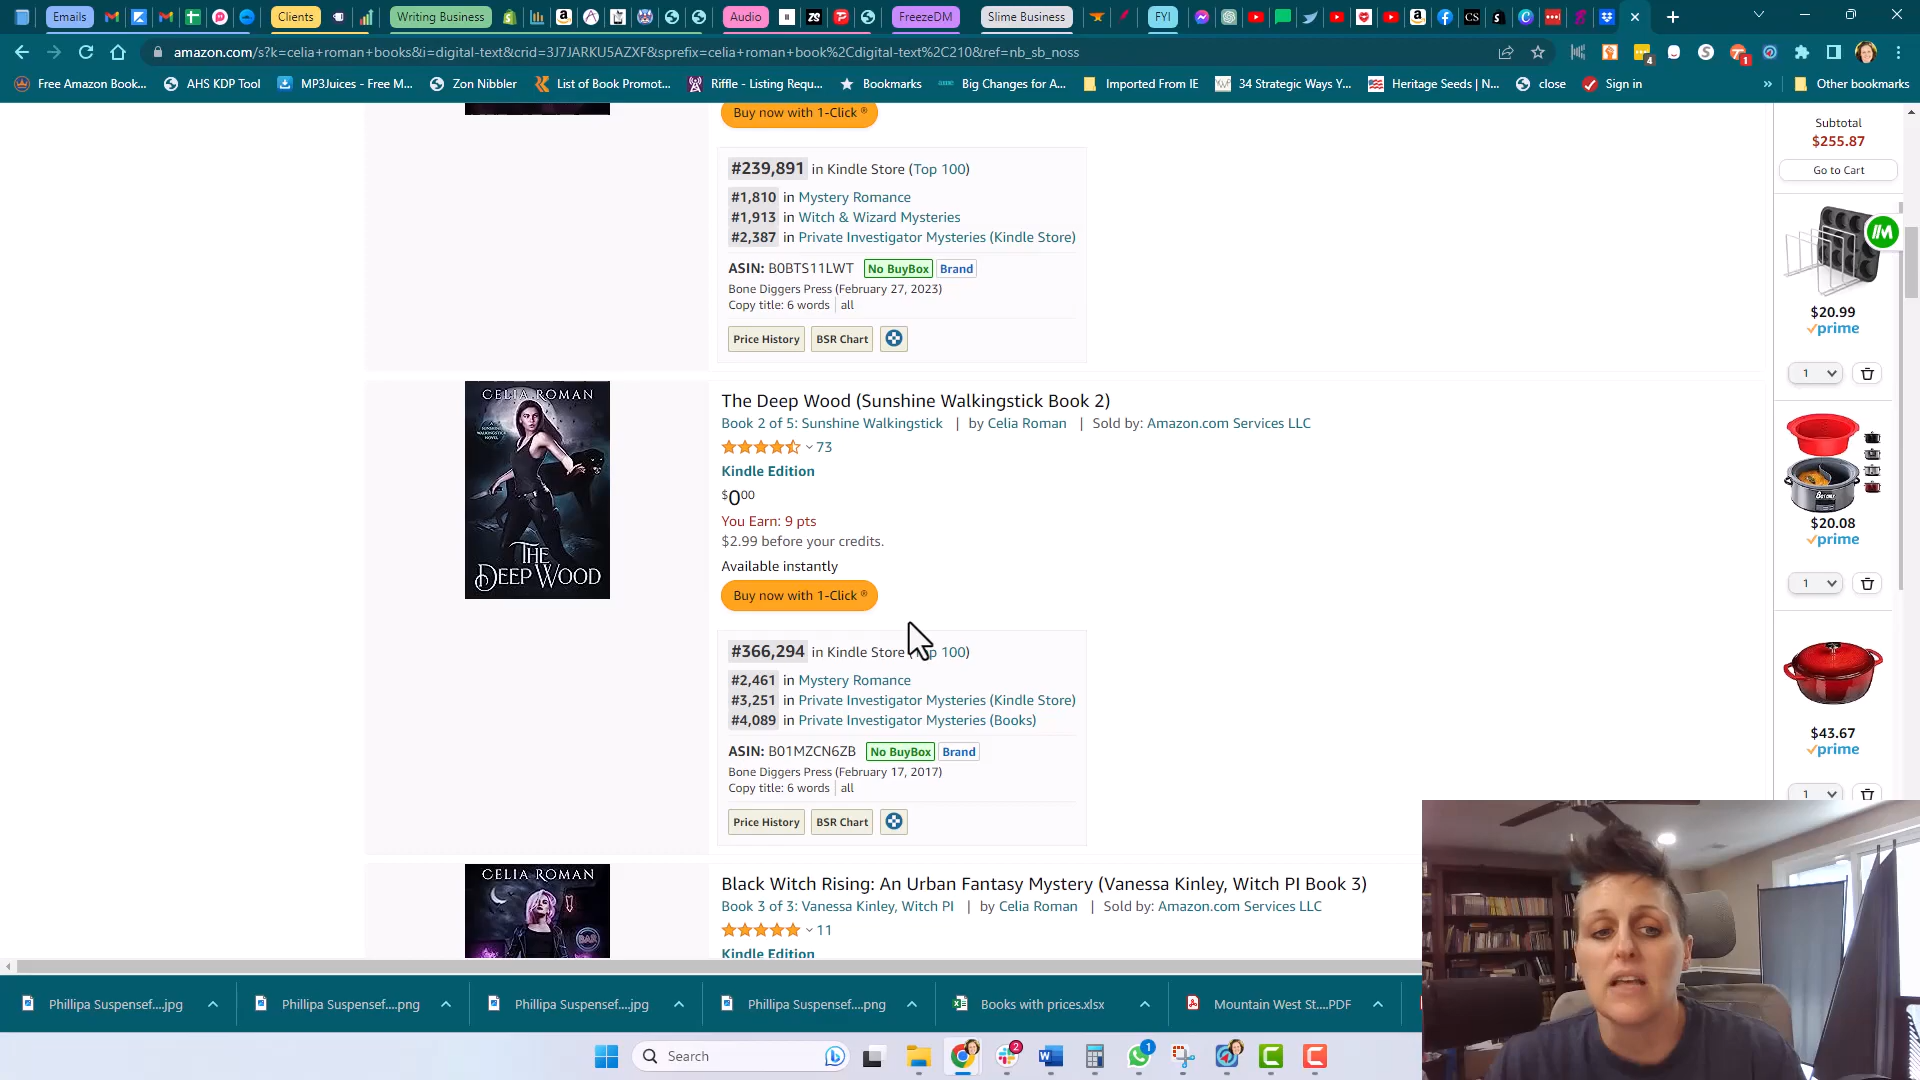 Emails
Clients
Writing Business
Audio
FreezeDM
Slime Business
FYI
amazon.com/s?k=celia+roman+books&i=digital-text&crid=3J7JARKU5AZXF&sprefix=celia+roman+book%2Cdigital-text%2C210&ref=nb_sb_noss
Free Amazon Book...
AHS KDP Tool
MP3Juices - Free M...
Zon Nibbler
List of Book Promot...
Riffle - Listing Requ...
Bookmarks
Big Changes for A...
Imported From IE
34 Strategic Ways Y...
Heritage Seeds | N...
close
Sign in
»
Other bookmarks
Buy now with 1-Click ®
#239,891 in Kindle Store (Top 100)
#1,810 in Mystery Romance
#1,913 in Witch & Wizard Mysteries
#2,387 in Private Investigator Mysteries (Kindle Store)
ASIN: B0BTS11LWT No BuyBox Brand
Bone Diggers Press (February 27, 2023)
Copy title: 6 words | all
Price History BSR Chart
CELIA ROMAN
A SUNSHINE WALKINGSTICK NOVEL
THE
DEEP WOOD
The Deep Wood (Sunshine Walkingstick Book 2)
Book 2 of 5: Sunshine Walkingstick | by Celia Roman | Sold by: Amazon.com Services LLC
73
Kindle Edition
$0 00
You Earn: 9 pts
$2.99 before your credits.
Available instantly
Buy now with 1-Click ®
#366,294 in Kindle Store (Top 100)
#2,461 in Mystery Romance
#3,251 in Private Investigator Mysteries (Kindle Store)
#4,089 in Private Investigator Mysteries (Books)
ASIN: B01MZCN6ZB No BuyBox Brand
Bone Diggers Press (February 17, 2017)
Copy title: 6 words | all
Price History BSR Chart
CELIA ROMAN
BAR
Black Witch Rising: An Urban Fantasy Mystery (Vanessa Kinley, Witch PI Book 3)
Book 3 of 3: Vanessa Kinley, Witch PI | by Celia Roman | Sold by: Amazon.com Services LLC
11
Kindle Edition
Subtotal
$255.87
Go to Cart
$20.99
prime
1
$20.08
prime
1
$43.67
prime
1
Phillipa Suspensef....jpg
Phillipa Suspensef....png
Phillipa Suspensef....jpg
Phillipa Suspensef....png
Books with prices.xlsx
Mountain West St....PDF
Search
2
1